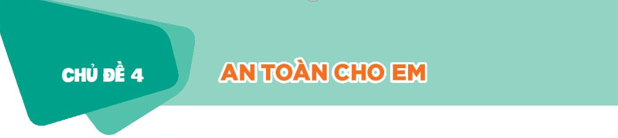 CHỦ ĐỀ 4
AN TOÀN CHO EM